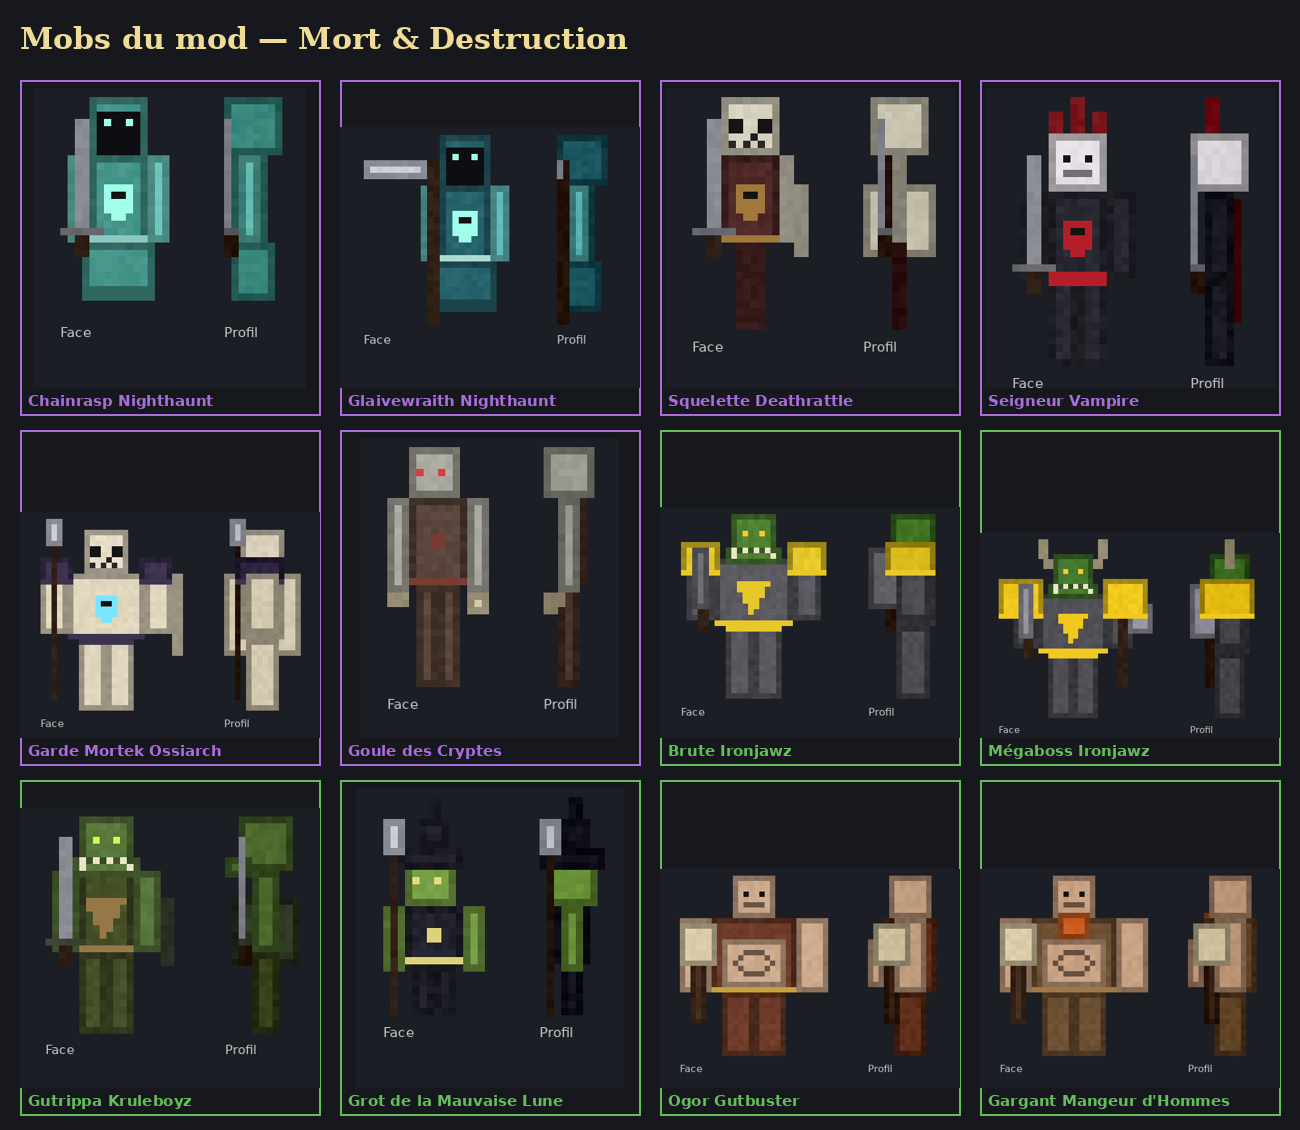 Mobs du mod — Mort & Destruction
Face
Profil
Chainrasp Nighthaunt
Face
Profil
Glaivewraith Nighthaunt
Face
Profil
Squelette Deathrattle
Face
Profil
Seigneur Vampire
Face
Profil
Garde Mortek Ossiarch
Face
Profil
Goule des Cryptes
Face
Profil
Brute Ironjawz
Face
Profil
Mégaboss Ironjawz
Face
Profil
Gutrippa Kruleboyz
Face
Profil
Grot de la Mauvaise Lune
Face
Profil
Ogor Gutbuster
Face
Profil
Gargant Mangeur d'Hommes